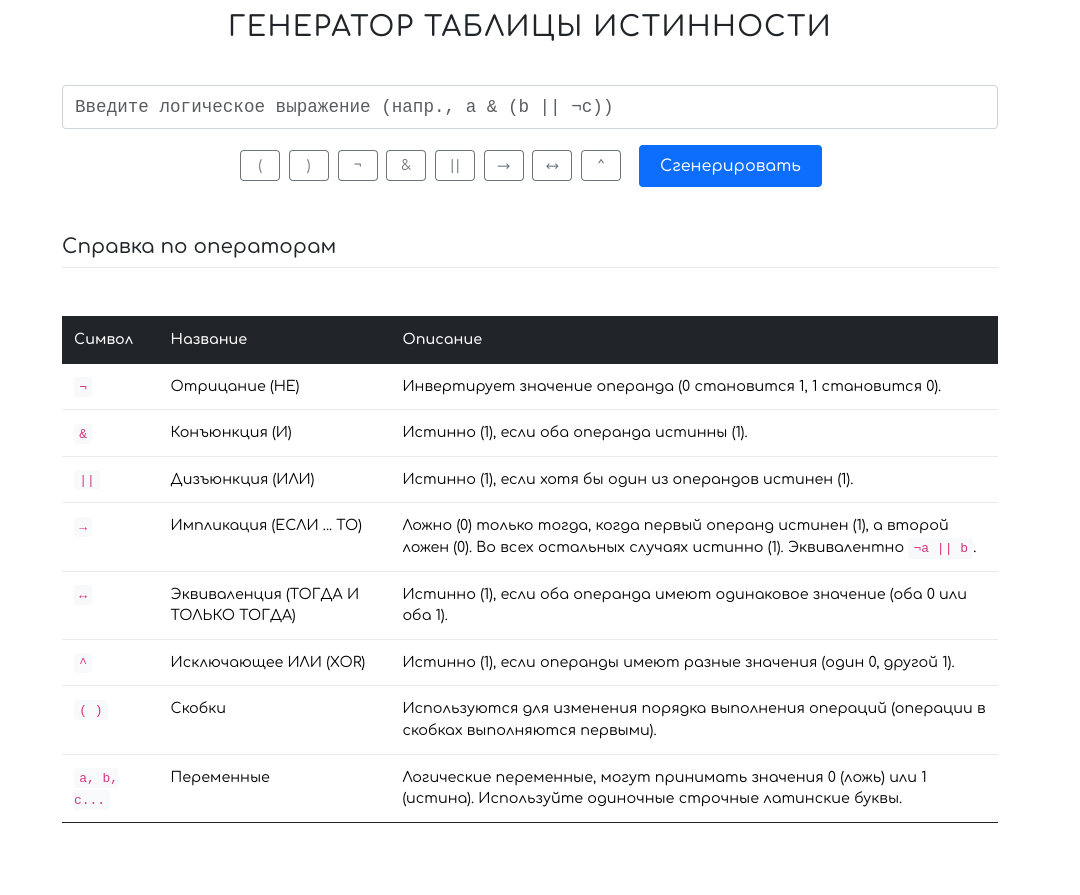 ГЕНЕРАТОР ТАБЛИЦЫ ИСТИННОСТИ
Введите логическое выражение (напр., a & (b || ¬c))
( ) ¬ & || → ↔ ^ Сгенерировать
Справка по операторам
Символ Название Описание
¬ Отрицание (НЕ) Инвертирует значение операнда (0 становится 1, 1 становится 0).
& Конъюнкция (И) Истинно (1), если оба операнда истинны (1).
|| Дизъюнкция (ИЛИ) Истинно (1), если хотя бы один из операндов истинен (1).
→ Импликация (ЕСЛИ ... ТО) Ложно (0) только тогда, когда первый операнд истинен (1), а второй
ложен (0). Во всех остальных случаях истинно (1). Эквивалентно ¬a || b.
↔ Эквиваленция (ТОГДА И Истинно (1), если оба операнда имеют одинаковое значение (оба 0 или
ТОЛЬКО ТОГДА) оба 1).
^ Исключающее ИЛИ (XOR) Истинно (1), если операнды имеют разные значения (один 0, другой 1).
( ) Скобки Используются для изменения порядка выполнения операций (операции в
скобках выполняются первыми).
a, b, Переменные Логические переменные, могут принимать значения 0 (ложь) или 1
c... (истина). Используйте одиночные строчные латинские буквы.